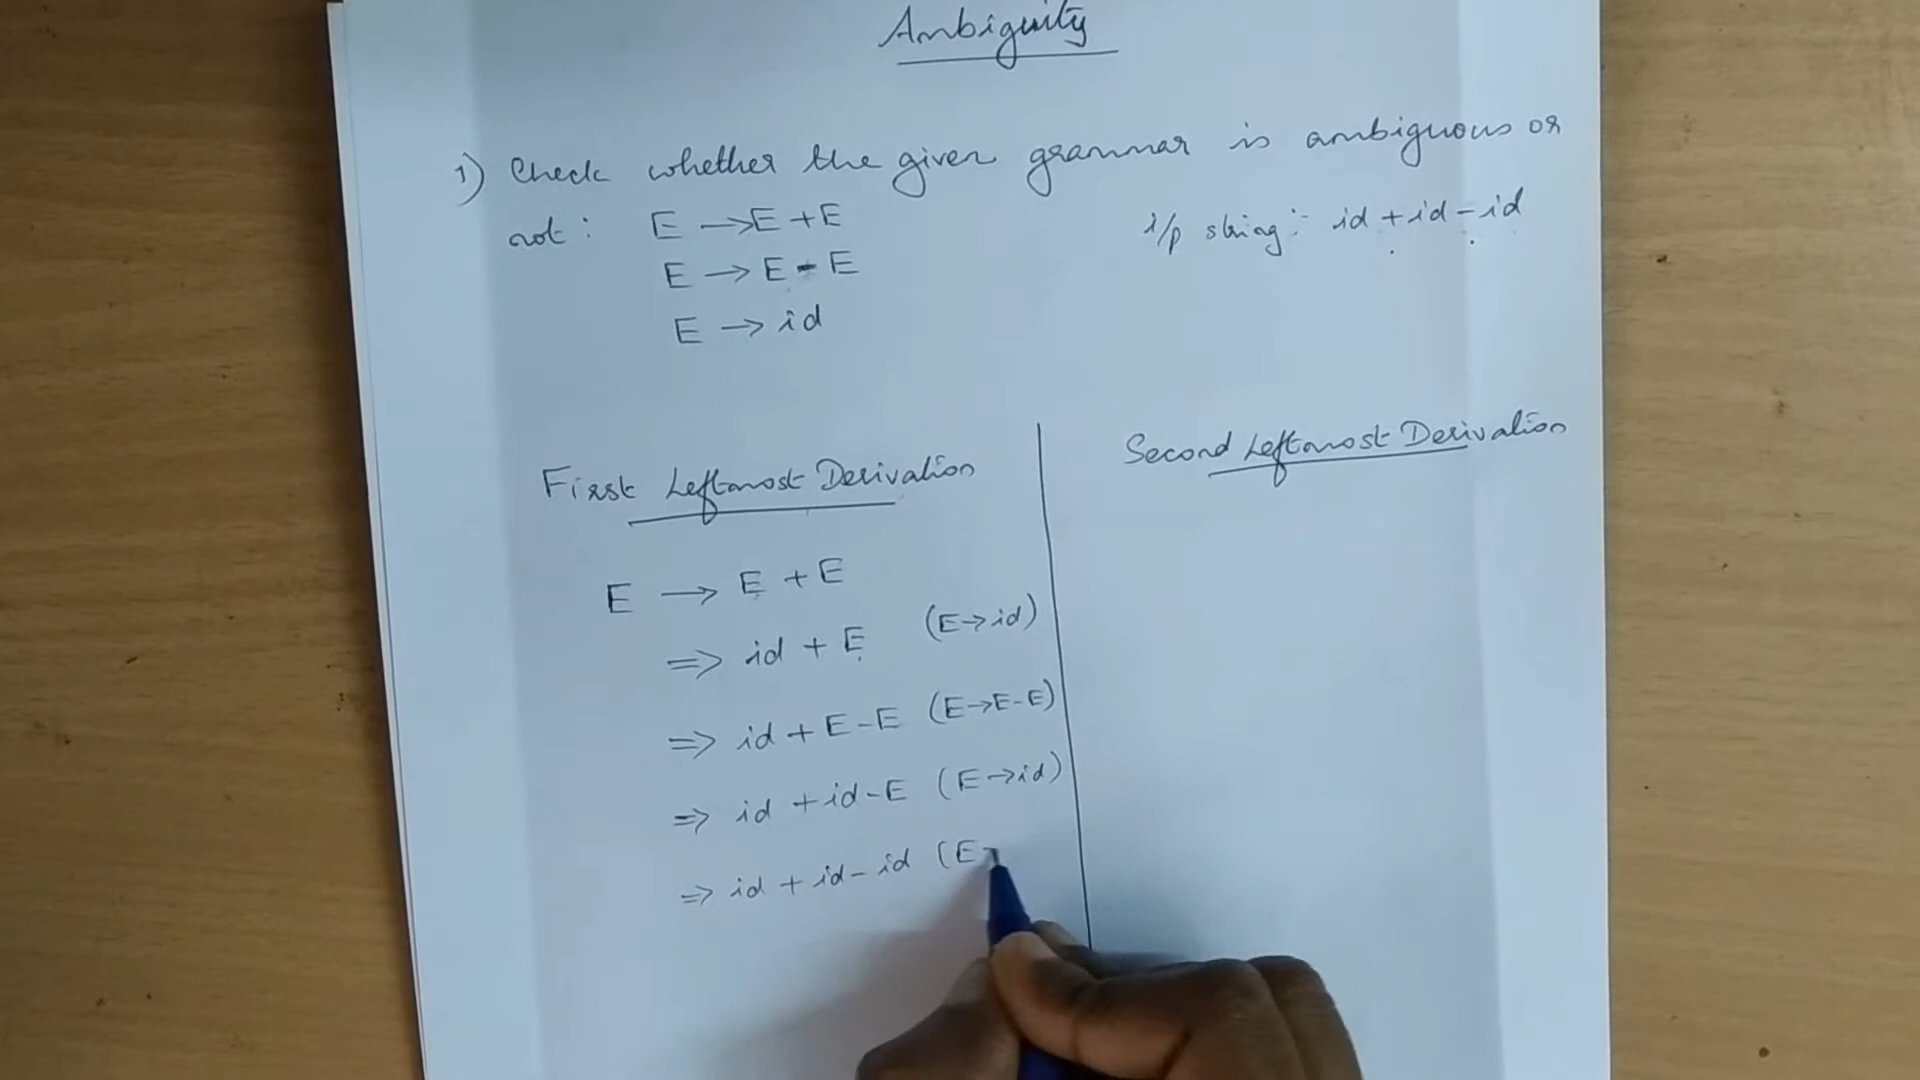 Ambiguity
1) Check whether the given grammar is ambiguous or
not : E → E + E
i/p string :- id + id - id
E → E - E
E → id
First Leftmost Derivation
E → E + E
⇒ id + E (E → id)
⇒ id + E - E (E → E - E)
⇒ id + id - E (E → id)
⇒ id + id - id (E -
Second Leftmost Derivation